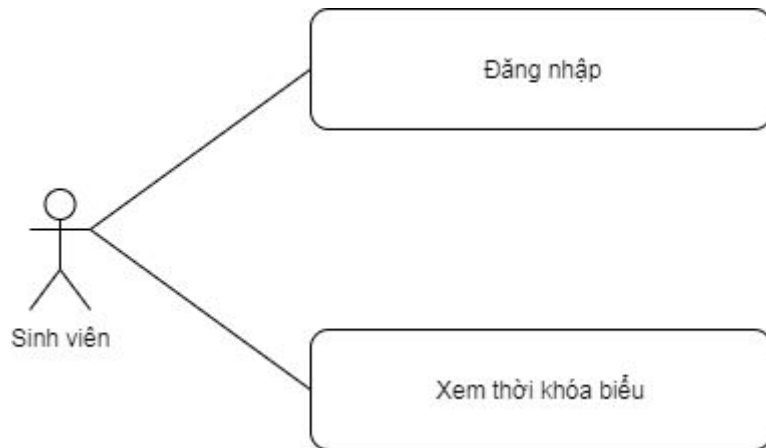 Đăng nhập
Sinh viên
Xem thời khóa biểu